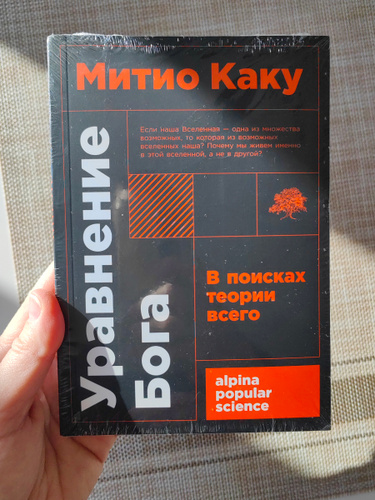 Митио Каку
Если наша Вселенная — одна из множества
возможных, то которая из возможных
вселенных наша? Почему мы живем именно
в этой вселенной, а не в другой?
Уравнение
Бога
В поисках
теории
всего
alpina
popular
science